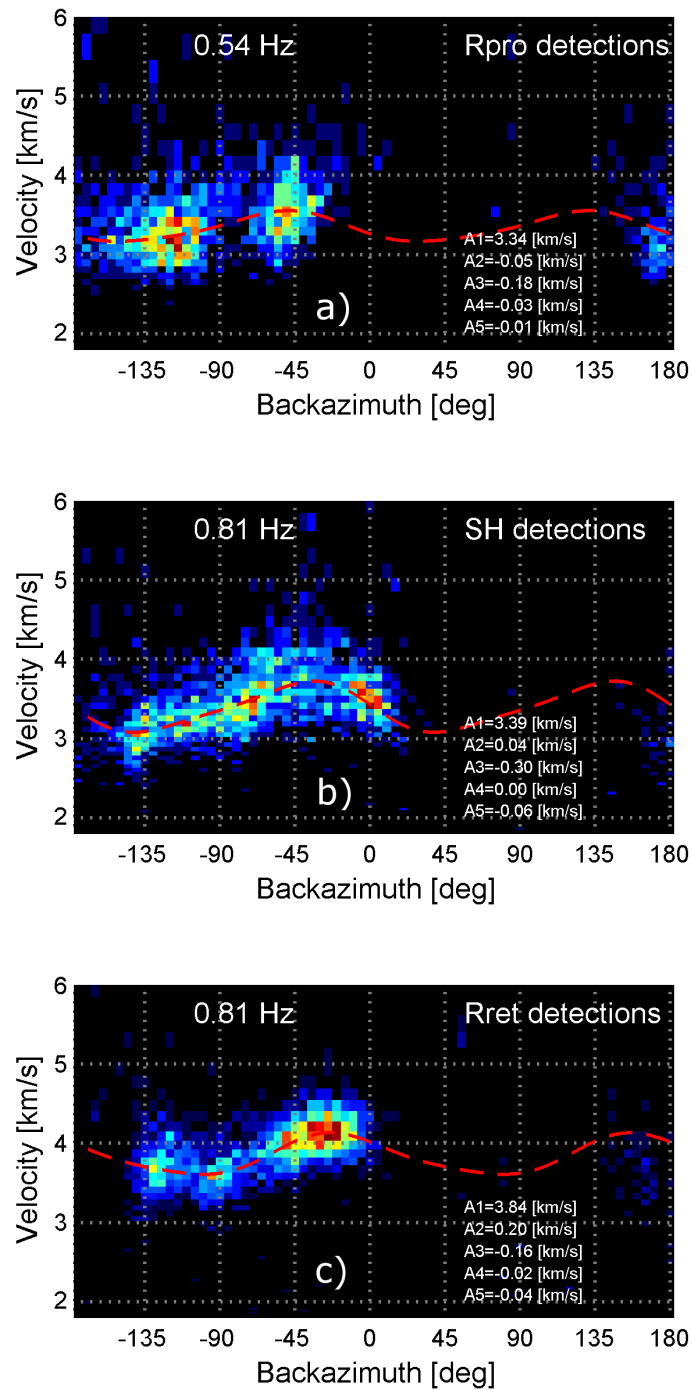 6
0.54 Hz
Rpro detections
5
4
3
2
Velocity [km/s]
A1=3.34 [km/s]
A2=-0.05 [km/s]
A3=-0.18 [km/s]
A4=-0.03 [km/s]
A5=-0.01 [km/s]
a)
-135 -90 -45 0 45 90 135 180
Backazimuth [deg]
6
0.81 Hz
SH detections
5
4
3
2
Velocity [km/s]
A1=3.39 [km/s]
A2=0.04 [km/s]
A3=-0.30 [km/s]
A4=0.00 [km/s]
A5=-0.06 [km/s]
b)
-135 -90 -45 0 45 90 135 180
Backazimuth [deg]
6
0.81 Hz
Rret detections
5
4
3
2
Velocity [km/s]
A1=3.84 [km/s]
A2=0.20 [km/s]
A3=-0.16 [km/s]
A4=-0.02 [km/s]
A5=-0.04 [km/s]
c)
-135 -90 -45 0 45 90 135 180
Backazimuth [deg]